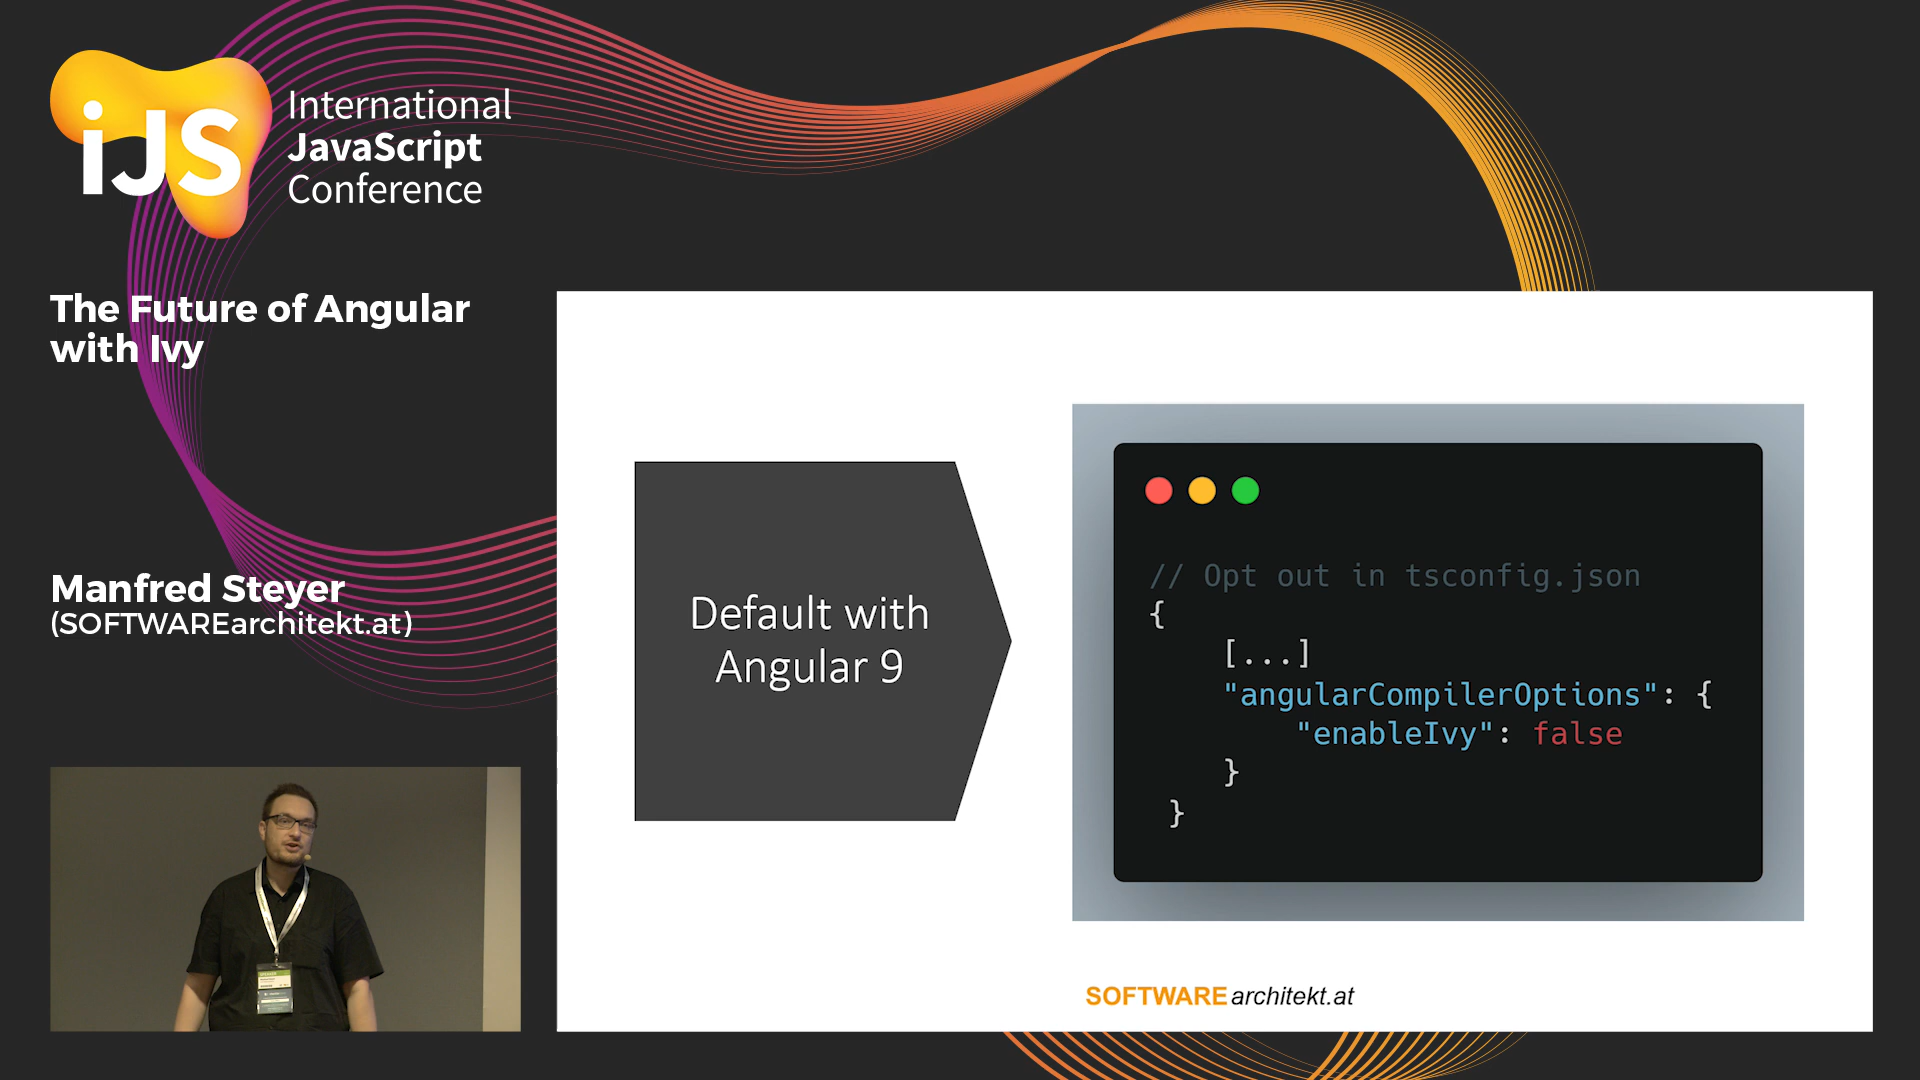 iJS
International
JavaScript
Conference
The Future of Angular
with Ivy
Manfred Steyer
(SOFTWAREarchitekt.at)
Default with
Angular 9
// Opt out in tsconfig.json
{
[...]
"angularCompilerOptions": {
"enableIvy": false
}
}
SOFTWAREarchitekt.at